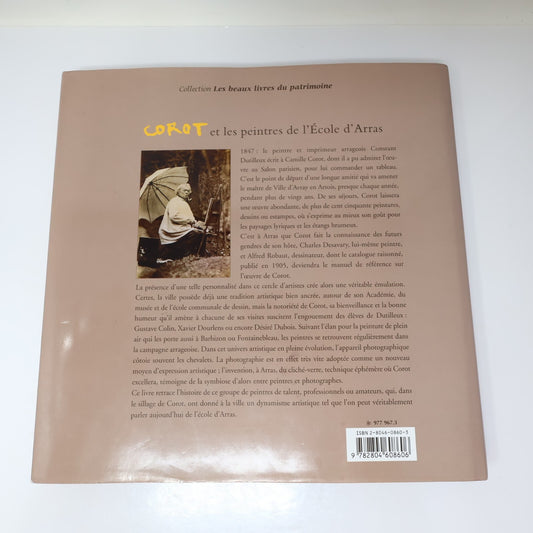 Collection Les beaux livres du patrimoine
COROT et les peintres de l'École d'Arras
1847 : le peintre et imprimeur arrageois Constant
Dutilleux écrit à Camille Corot, dont il a pu admirer l'œu-
vre au Salon parisien, pour lui commander un tableau.
C'est le point de départ d'une longue amitié qui va amener
le maître de Ville d'Avray en Artois, presque chaque année,
pendant plus de vingt ans. De ses séjours, Corot laissera
une œuvre abondante, de plus de cent cinquante peintures,
dessins ou estampes, où s'exprime au mieux son goût pour
les paysages lyriques et les étangs brumeux.
C'est à Arras que Corot fait la connaissance des futurs
gendres de son hôte, Charles Desavary, lui-même peintre,
et Alfred Robaut, dessinateur, dont le catalogue raisonné,
publié en 1905, deviendra le manuel de référence sur
l'œuvre de Corot.
La présence d'une telle personnalité dans ce cercle d'artistes crée alors une véritable émulation.
Certes, la ville possède déjà une tradition artistique bien ancrée, autour de son Académie, du
musée et de l'école communale de dessin, mais la notoriété de Corot, sa bienveillance et la bonne
humeur qu'il amène à chacune de ses visites suscitent l'engouement des élèves de Dutilleux :
Gustave Colin, Xavier Dourlens ou encore Désiré Dubois. Suivant l'élan pour la peinture de plein
air qui les porte aussi à Barbizon ou Fontainebleau, les peintres se retrouvent régulièrement dans
la campagne arrageoise. Dans cet univers artistique en pleine évolution, l'appareil photographique
côtoie souvent les chevalets. La photographie est en effet très vite adoptée comme un nouveau
moyen d'expression artistique ; l'invention, à Arras, du cliché-verre, technique éphémère où Corot
excellera, témoigne de la symbiose d'alors entre peintres et photographes.
Ce livre retrace l'histoire de ce groupe de peintres de talent, professionnels ou amateurs, qui, dans
le sillage de Corot, ont donné à la ville un dynamisme artistique tel que l'on peut véritablement
parler aujourd'hui de l'école d'Arras.
977 967.3
ISBN 2-8046-0860-5
9 782804 608606